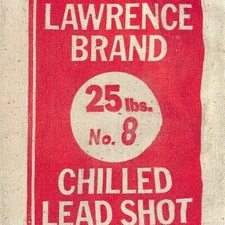 LAWRENCE
BRAND
25 lbs.
No. 8
CHILLED
LEAD SHOT